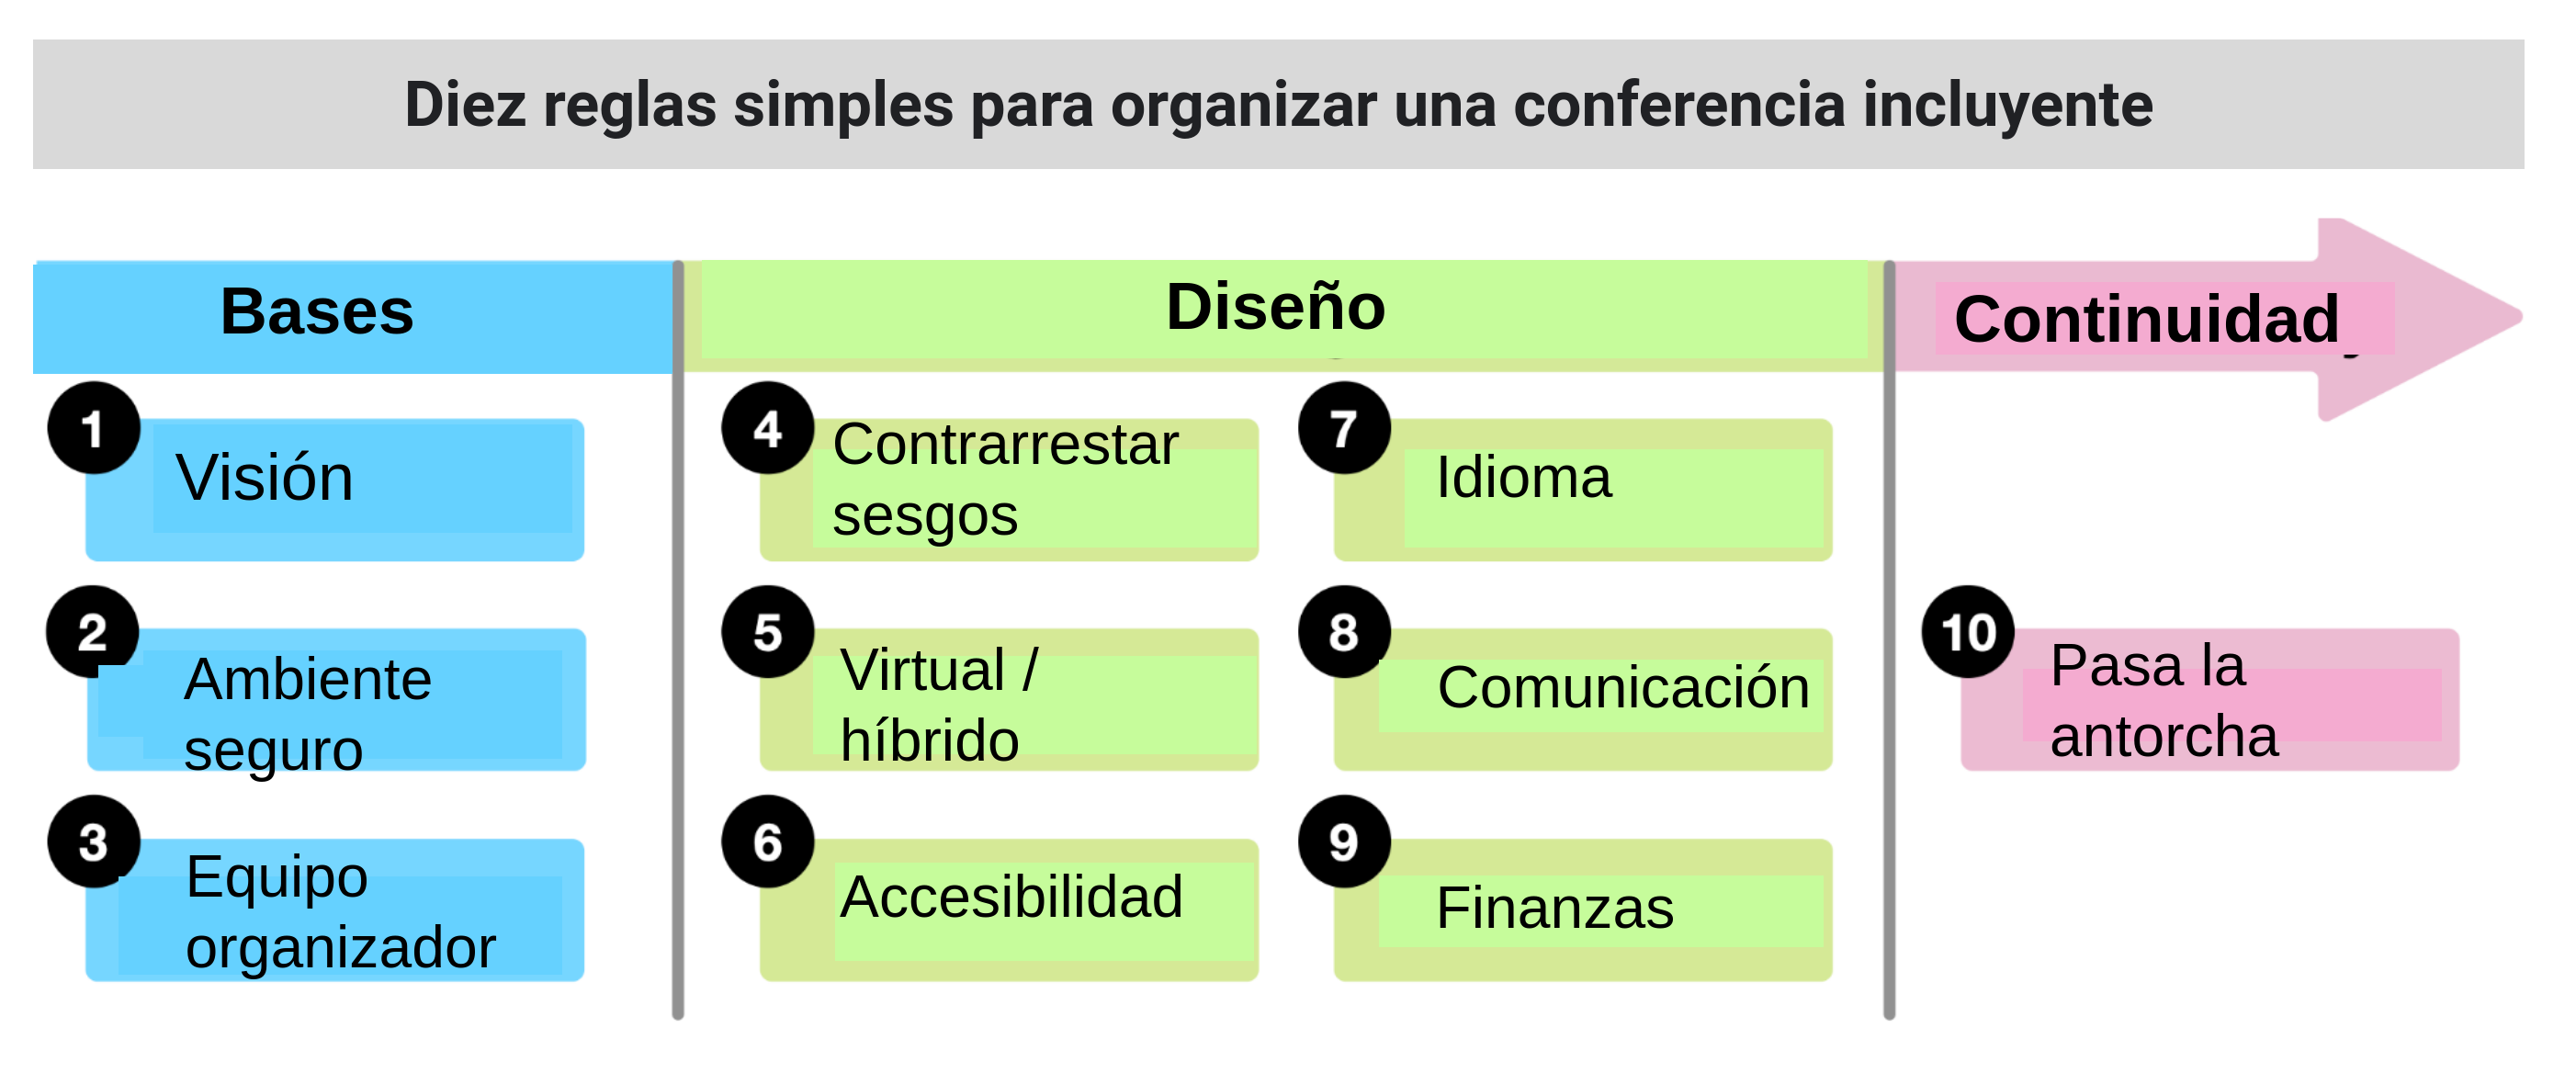 Diez reglas simples para organizar una conferencia incluyente
Bases
Diseño
Continuidad
1
Visión
2
Ambiente
seguro
3
Equipo
organizador
4
Contrarrestar
sesgos
5
Virtual /
híbrido
6
Accesibilidad
7
Idioma
8
Comunicación
9
Finanzas
10
Pasa la
antorcha